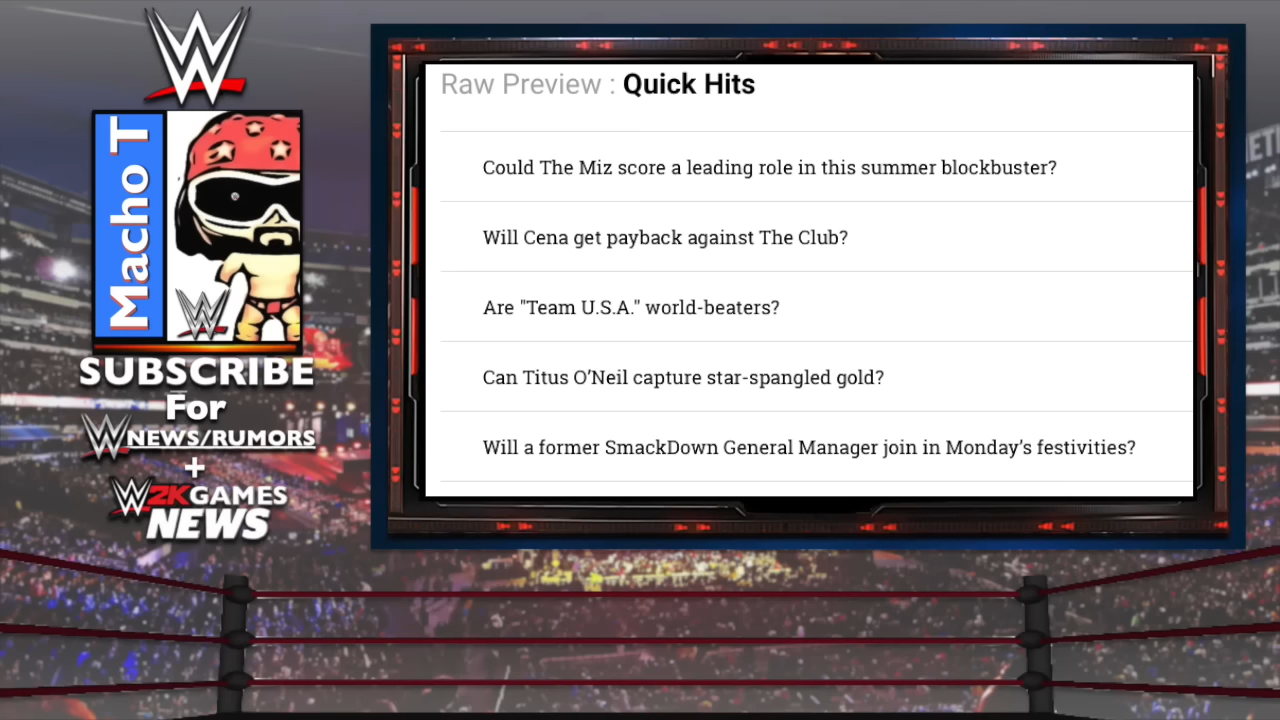 W
Macho T
W
SUBSCRIBE
For
W NEWS/RUMORS
+
W2K GAMES
NEWS
Raw Preview : Quick Hits
Could The Miz score a leading role in this summer blockbuster?
Will Cena get payback against The Club?
Are "Team U.S.A." world-beaters?
Can Titus O’Neil capture star-spangled gold?
Will a former SmackDown General Manager join in Monday’s festivities?